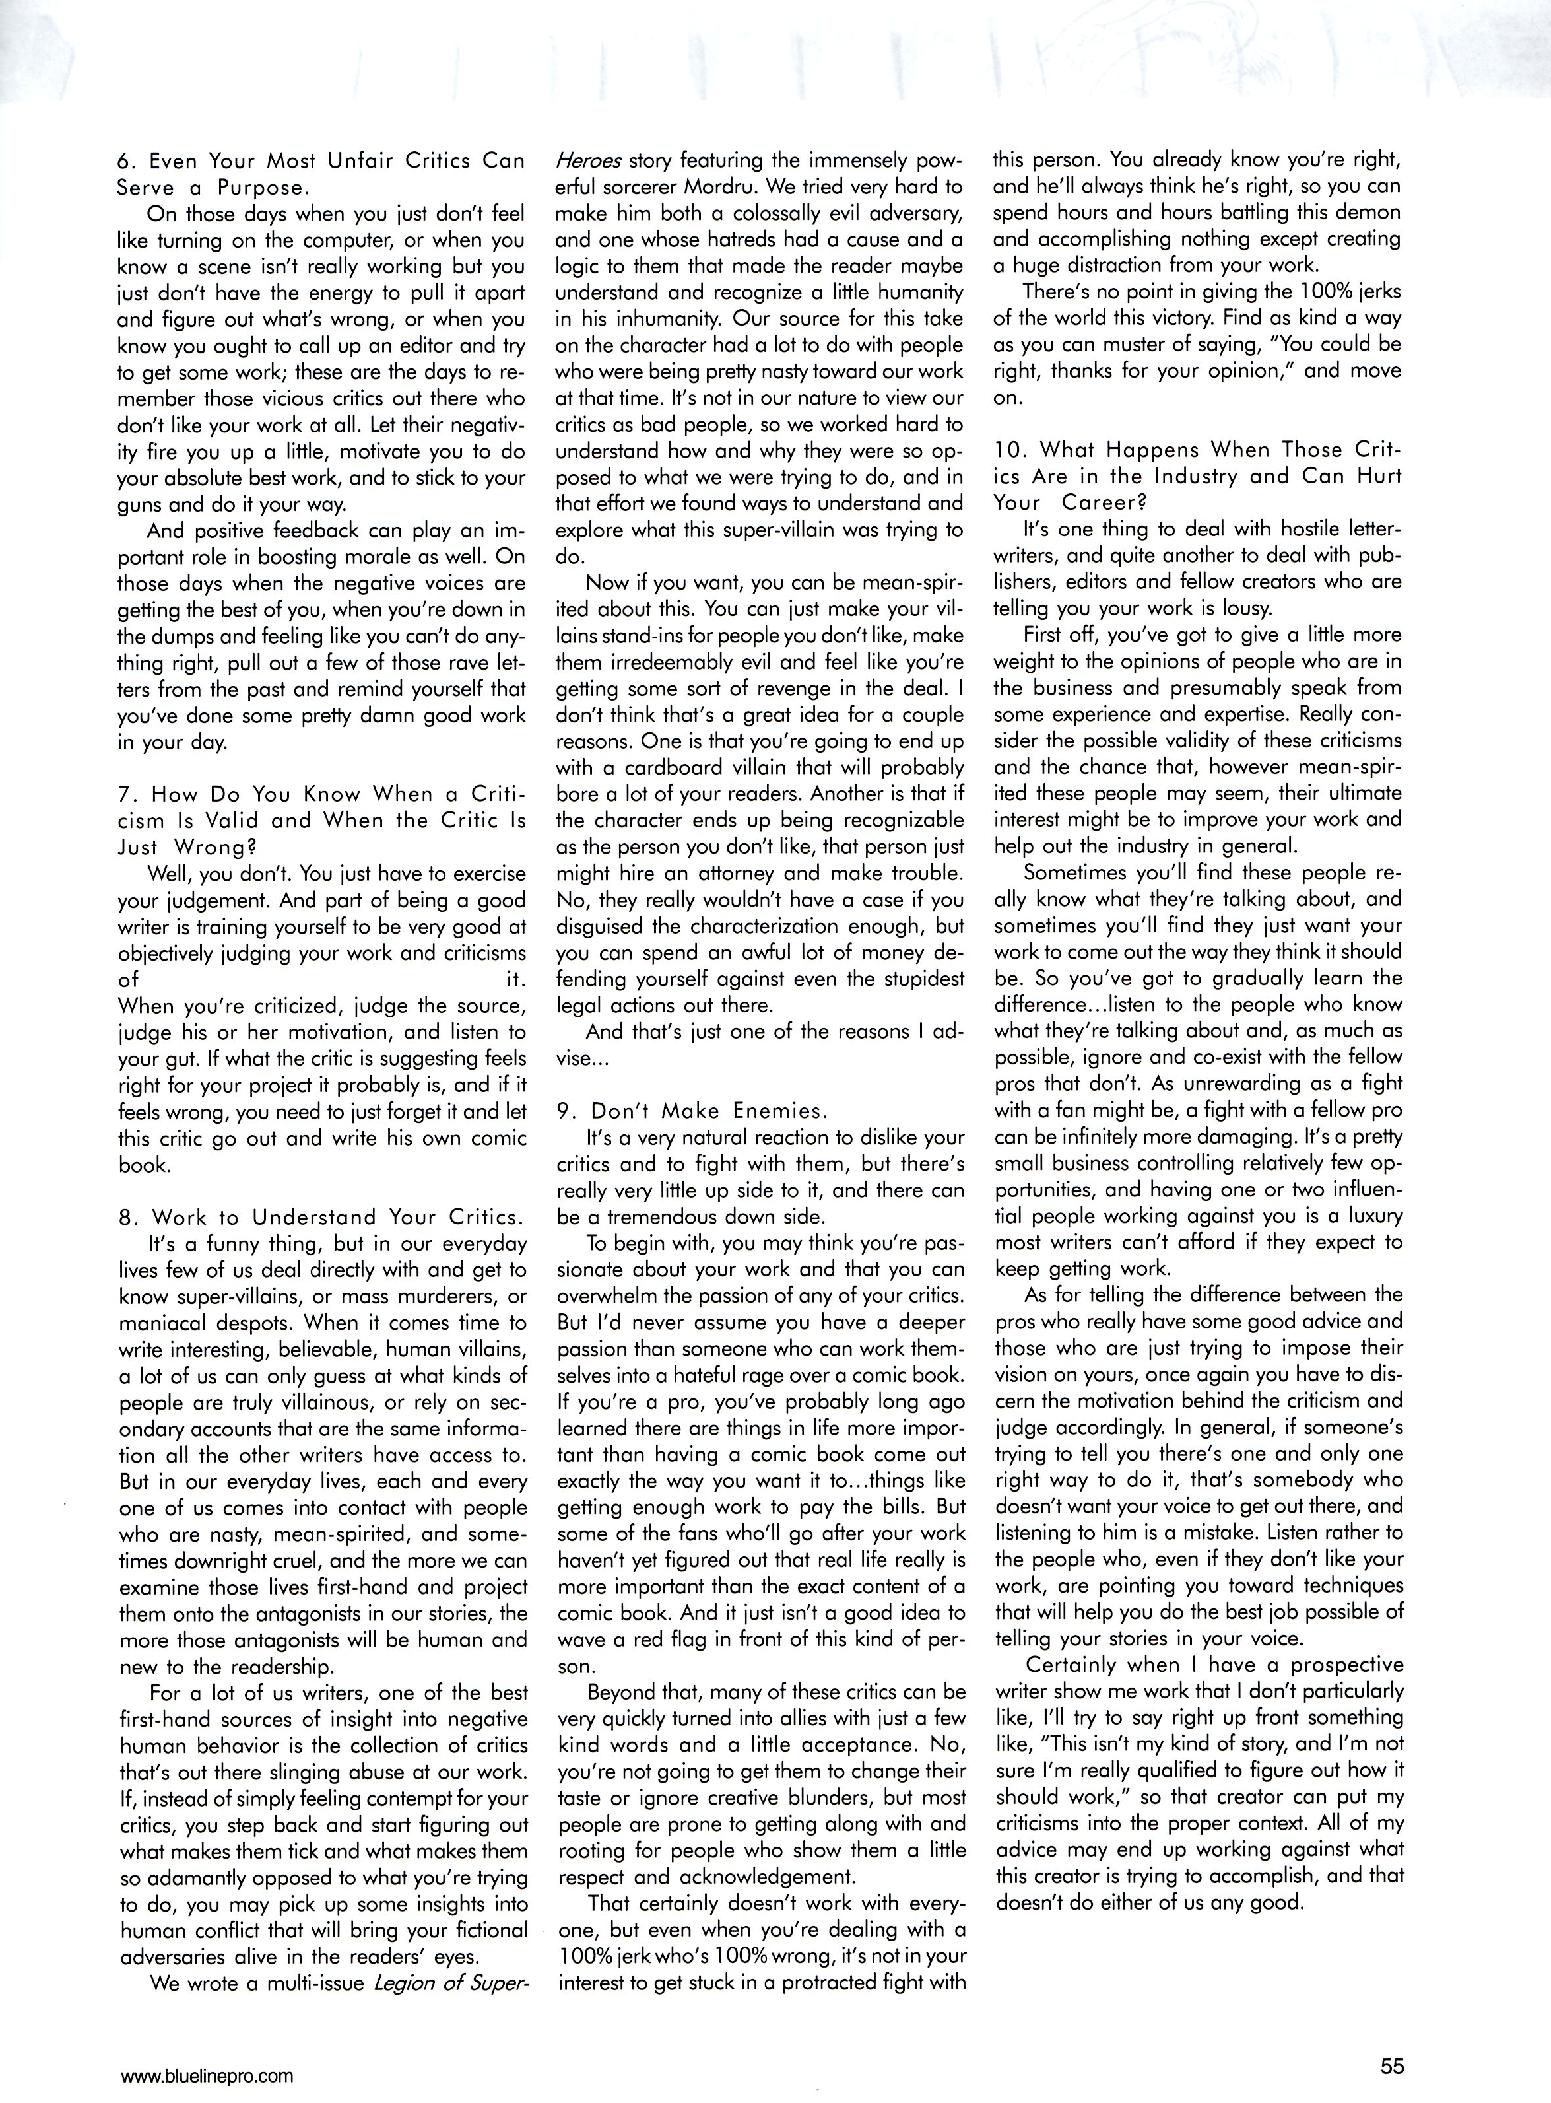 6. Even Your Most Unfair Critics Can
Serve a Purpose.
On those days when you just don't feel
like turning on the computer, or when you
know a scene isn't really working but you
just don't have the energy to pull it apart
and figure out what's wrong, or when you
know you ought to call up an editor and try
to get some work; these are the days to re-
member those vicious critics out there who
don't like your work at all. Let their negativ-
ity fire you up a little, motivate you to do
your absolute best work, and to stick to your
guns and do it your way.
And positive feedback can play an im-
portant role in boosting morale as well. On
those days when the negative voices are
getting the best of you, when you're down in
the dumps and feeling like you can't do any-
thing right, pull out a few of those rave let-
ters from the past and remind yourself that
you've done some pretty damn good work
in your day.
7. How Do You Know When a Criti-
cism Is Valid and When the Critic Is
Just Wrong?
Well, you don't. You just have to exercise
your judgement. And part of being a good
writer is training yourself to be very good at
objectively judging your work and criticisms
of it.
When you're criticized, judge the source,
judge his or her motivation, and listen to
your gut. If what the critic is suggesting feels
right for your project it probably is, and if it
feels wrong, you need to just forget it and let
this critic go out and write his own comic
book.
8. Work to Understand Your Critics.
It's a funny thing, but in our everyday
lives few of us deal directly with and get to
know super-villains, or mass murderers, or
maniacal despots. When it comes time to
write interesting, believable, human villains,
a lot of us can only guess at what kinds of
people are truly villainous, or rely on sec-
ondary accounts that are the same informa-
tion all the other writers have access to.
But in our everyday lives, each and every
one of us comes into contact with people
who are nasty, mean-spirited, and some-
times downright cruel, and the more we can
examine those lives first-hand and project
them onto the antagonists in our stories, the
more those antagonists will be human and
new to the readership.
For a lot of us writers, one of the best
first-hand sources of insight into negative
human behavior is the collection of critics
that's out there slinging abuse at our work.
If, instead of simply feeling contempt for your
critics, you step back and start figuring out
what makes them tick and what makes them
so adamantly opposed to what you're trying
to do, you may pick up some insights into
human conflict that will bring your fictional
adversaries alive in the readers' eyes.
We wrote a multi-issue Legion of Super-
Heroes story featuring the immensely pow-
erful sorcerer Mordru. We tried very hard to
make him both a colossally evil adversary,
and one whose hatreds had a cause and a
logic to them that made the reader maybe
understand and recognize a little humanity
in his inhumanity. Our source for this take
on the character had a lot to do with people
who were being pretty nasty toward our work
at that time. It's not in our nature to view our
critics as bad people, so we worked hard to
understand how and why they were so op-
posed to what we were trying to do, and in
that effort we found ways to understand and
explore what this super-villain was trying to
do.
Now if you want, you can be mean-spir-
ited about this. You can just make your vil-
lains stand-ins for people you don't like, make
them irredeemably evil and feel like you're
getting some sort of revenge in the deal. I
don't think that's a great idea for a couple
reasons. One is that you're going to end up
with a cardboard villain that will probably
bore a lot of your readers. Another is that if
the character ends up being recognizable
as the person you don't like, that person just
might hire an attorney and make trouble.
No, they really wouldn't have a case if you
disguised the characterization enough, but
you can spend an awful lot of money de-
fending yourself against even the stupidest
legal actions out there.
And that's just one of the reasons I ad-
vise...
9. Don't Make Enemies.
It's a very natural reaction to dislike your
critics and to fight with them, but there's
really very little up side to it, and there can
be a tremendous down side.
To begin with, you may think you're pas-
sionate about your work and that you can
overwhelm the passion of any of your critics.
But I'd never assume you have a deeper
passion than someone who can work them-
selves into a hateful rage over a comic book.
If you're a pro, you've probably long ago
learned there are things in life more impor-
tant than having a comic book come out
exactly the way you want it to...things like
getting enough work to pay the bills. But
some of the fans who'll go after your work
haven't yet figured out that real life really is
more important than the exact content of a
comic book. And it just isn't a good idea to
wave a red flag in front of this kind of per-
son.
Beyond that, many of these critics can be
very quickly turned into allies with just a few
kind words and a little acceptance. No,
you're not going to get them to change their
taste or ignore creative blunders, but most
people are prone to getting along with and
rooting for people who show them a little
respect and acknowledgement.
That certainly doesn't work with every-
one, but even when you're dealing with a
100% jerk who's 100% wrong, it's not in your
interest to get stuck in a protracted fight with
this person. You already know you're right,
and he'll always think he's right, so you can
spend hours and hours battling this demon
and accomplishing nothing except creating
a huge distraction from your work.
There's no point in giving the 100% jerks
of the world this victory. Find as kind a way
as you can muster of saying, "You could be
right, thanks for your opinion," and move
on.
10. What Happens When Those Crit-
ics Are in the Industry and Can Hurt
Your Career?
It's one thing to deal with hostile letter-
writers, and quite another to deal with pub-
lishers, editors and fellow creators who are
telling you your work is lousy.
First off, you've got to give a little more
weight to the opinions of people who are in
the business and presumably speak from
some experience and expertise. Really con-
sider the possible validity of these criticisms
and the chance that, however mean-spir-
ited these people may seem, their ultimate
interest might be to improve your work and
help out the industry in general.
Sometimes you'll find these people re-
ally know what they're talking about, and
sometimes you'll find they just want your
work to come out the way they think it should
be. So you've got to gradually learn the
difference...listen to the people who know
what they're talking about and, as much as
possible, ignore and co-exist with the fellow
pros that don't. As unrewarding as a fight
with a fan might be, a fight with a fellow pro
can be infinitely more damaging. It's a pretty
small business controlling relatively few op-
portunities, and having one or two influen-
tial people working against you is a luxury
most writers can't afford if they expect to
keep getting work.
As for telling the difference between the
pros who really have some good advice and
those who are just trying to impose their
vision on yours, once again you have to dis-
cern the motivation behind the criticism and
judge accordingly. In general, if someone's
trying to tell you there's one and only one
right way to do it, that's somebody who
doesn't want your voice to get out there, and
listening to him is a mistake. Listen rather to
the people who, even if they don't like your
work, are pointing you toward techniques
that will help you do the best job possible of
telling your stories in your voice.
Certainly when I have a prospective
writer show me work that I don't particularly
like, I'll try to say right up front something
like, "This isn't my kind of story, and I'm not
sure I'm really qualified to figure out how it
should work," so that creator can put my
criticisms into the proper context. All of my
advice may end up working against what
this creator is trying to accomplish, and that
doesn't do either of us any good.
www.bluelinepro.com
55